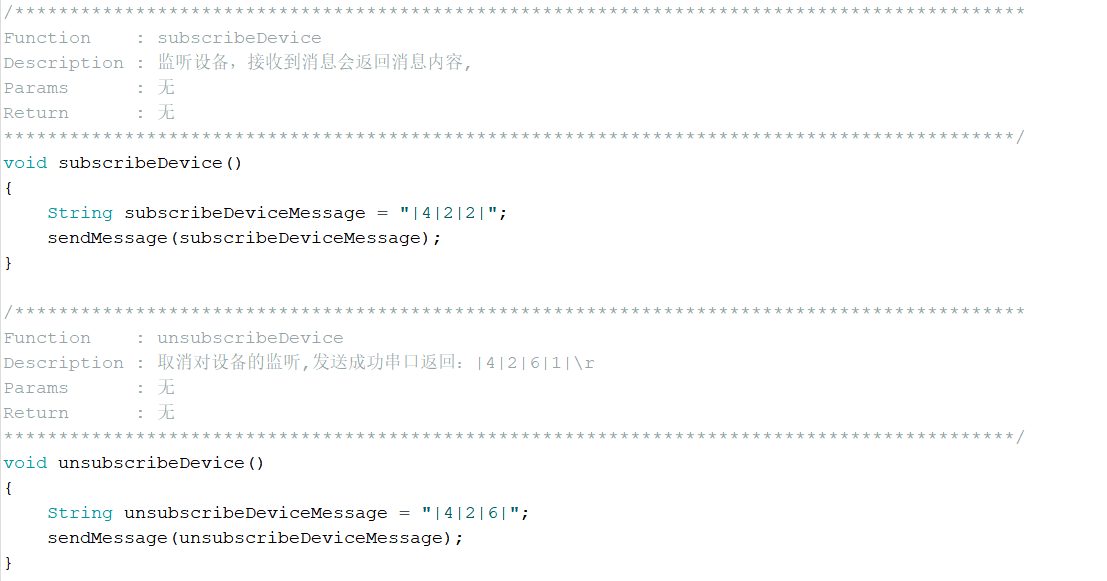 /********************************************************************************************
Function    : subscribeDevice
Description : 监听设备，接收到消息会返回消息内容,
Params      : 无
Return      : 无
********************************************************************************************/
void subscribeDevice()
{
    String subscribeDeviceMessage = "|4|2|2|";
    sendMessage(subscribeDeviceMessage);
}
/********************************************************************************************
Function    : unsubscribeDevice
Description : 取消对设备的监听,发送成功串口返回：|4|2|6|1|\r
Params      : 无
Return      : 无
********************************************************************************************/
void unsubscribeDevice()
{
    String unsubscribeDeviceMessage = "|4|2|6|";
    sendMessage(unsubscribeDeviceMessage);
}